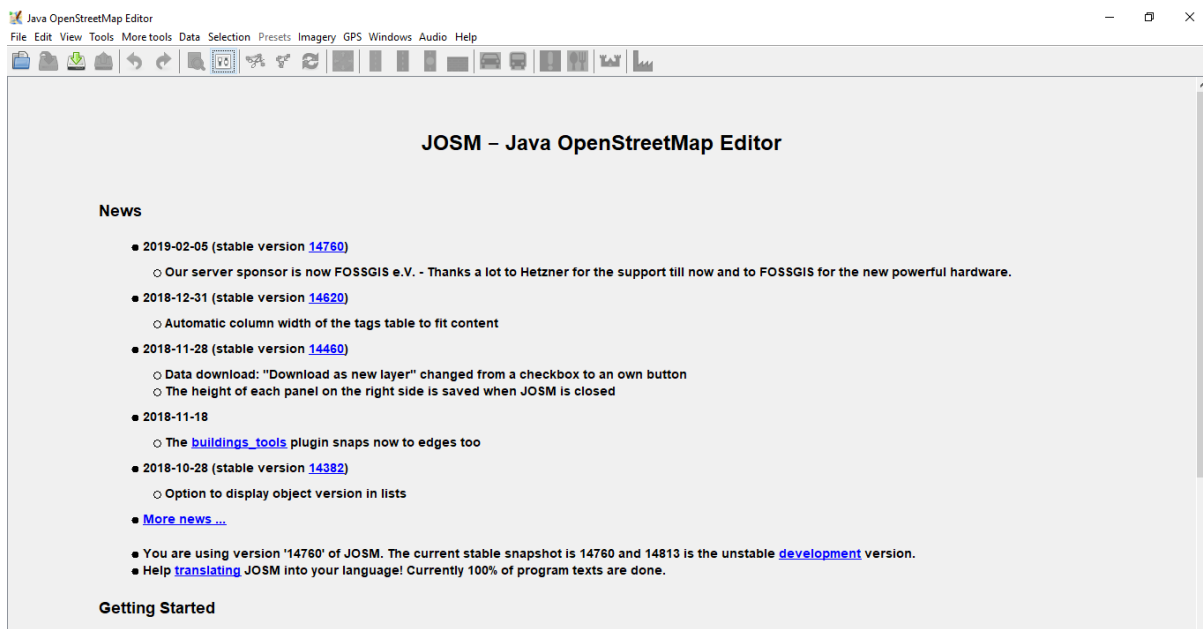 Java OpenStreetMap Editor
File Edit View Tools More tools Data Selection Presets Imagery GPS Windows Audio Help
JOSM – Java OpenStreetMap Editor
News
2019-02-05 (stable version 14760)
Our server sponsor is now FOSSGIS e.V. - Thanks a lot to Hetzner for the support till now and to FOSSGIS for the new powerful hardware.
2018-12-31 (stable version 14620)
Automatic column width of the tags table to fit content
2018-11-28 (stable version 14460)
Data download: "Download as new layer" changed from a checkbox to an own button
The height of each panel on the right side is saved when JOSM is closed
2018-11-18
The buildings_tools plugin snaps now to edges too
2018-10-28 (stable version 14382)
Option to display object version in lists
More news ...
You are using version '14760' of JOSM. The current stable snapshot is 14760 and 14813 is the unstable development version.
Help translating JOSM into your language! Currently 100% of program texts are done.
Getting Started